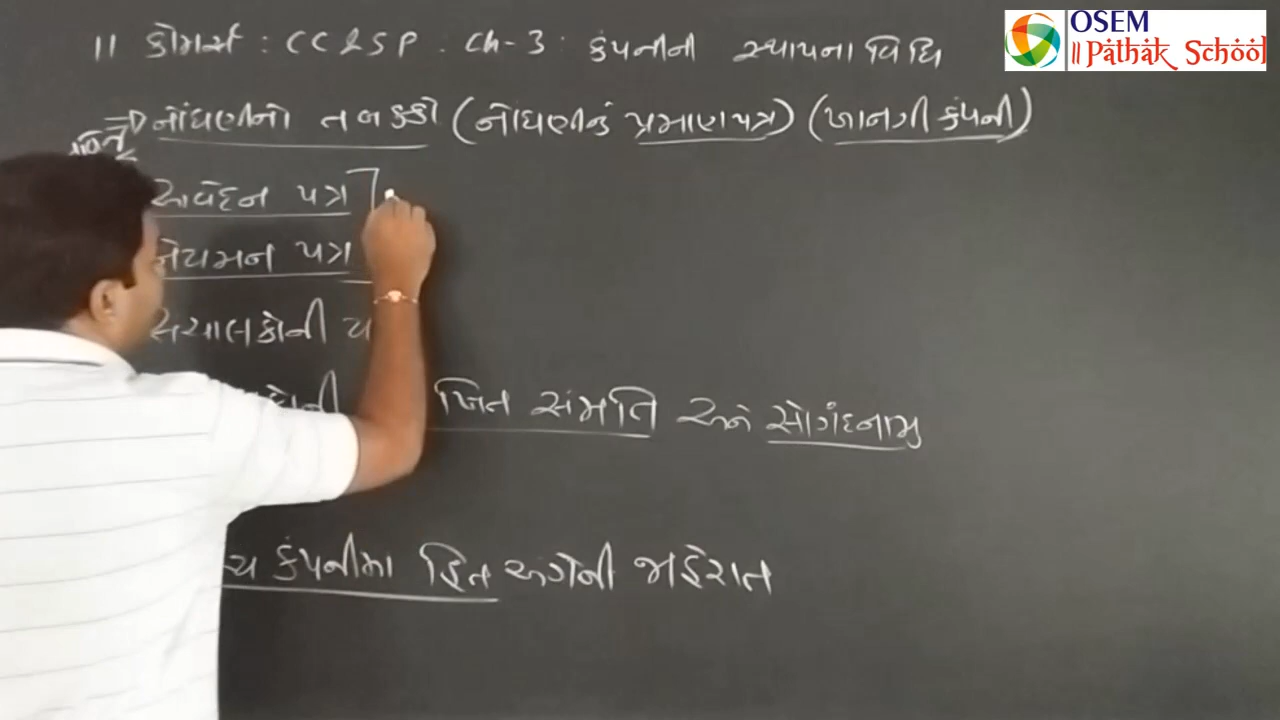 11 કોમર્સ : CC&SP. Ch-3. કંપનીની સ્થાપના વિધિ
OSEM
Pathak School
નોંધણીનો તબક્કો (નોંધણીનું પ્રમાણપત્ર) (ખાનગી કંપની)
આવેદન પત્ર
નિયમન પત્ર
સંચાલકોની ય
ખિત સંમતિ અને સોગંદનામુ
ય કંપનીમાં હિત અંગેની જાહેરાત